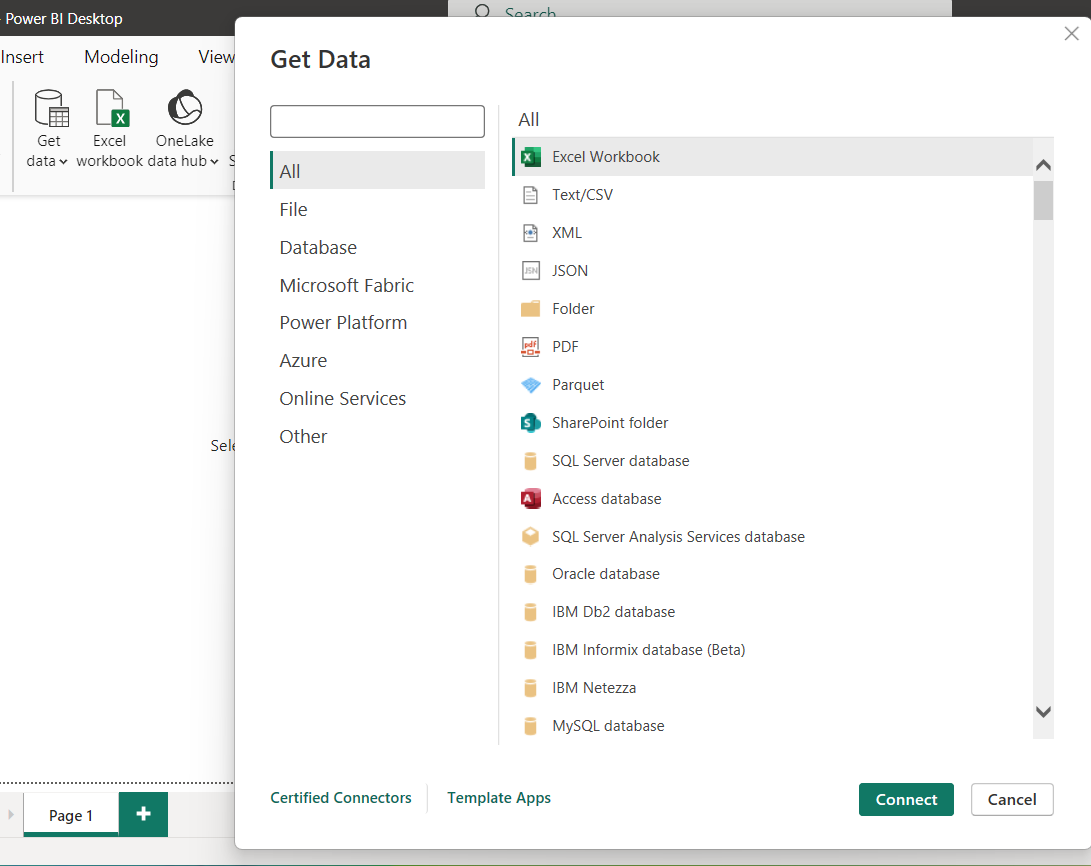 Power BI Desktop
Search
Insert Modeling View
Get data
Excel workbook
OneLake data hub
Get Data
All
File
Database
Microsoft Fabric
Power Platform
Azure
Online Services
Other
All
Excel Workbook
Text/CSV
XML
JSON
Folder
PDF
Parquet
SharePoint folder
SQL Server database
Access database
SQL Server Analysis Services database
Oracle database
IBM Db2 database
IBM Informix database (Beta)
IBM Netezza
MySQL database
Certified Connectors
Template Apps
Connect
Cancel
Page 1